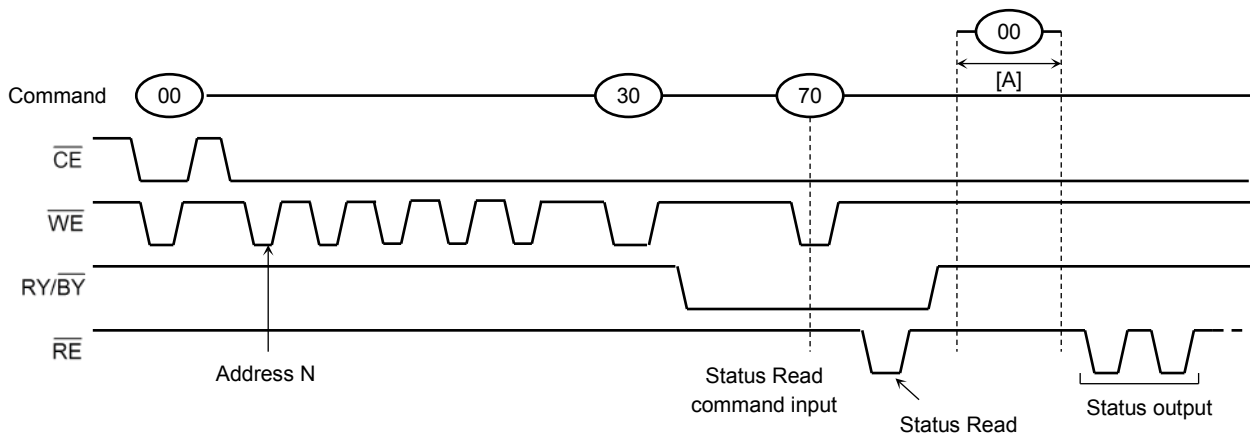 00
[A]
Command
00
30
70
CE
WE
RY/BY
RE
Address N
Status Read
command input
Status Read
Status output